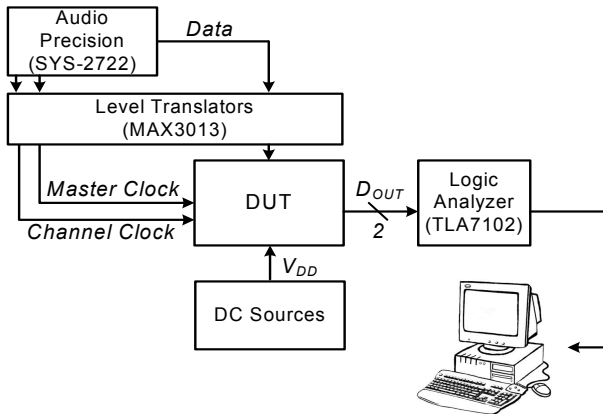 Audio
Precision
(SYS-2722)
Data
Level Translators
(MAX3013)
Master Clock
Channel Clock
DUT
DOUT
2
Logic
Analyzer
(TLA7102)
VDD
DC Sources